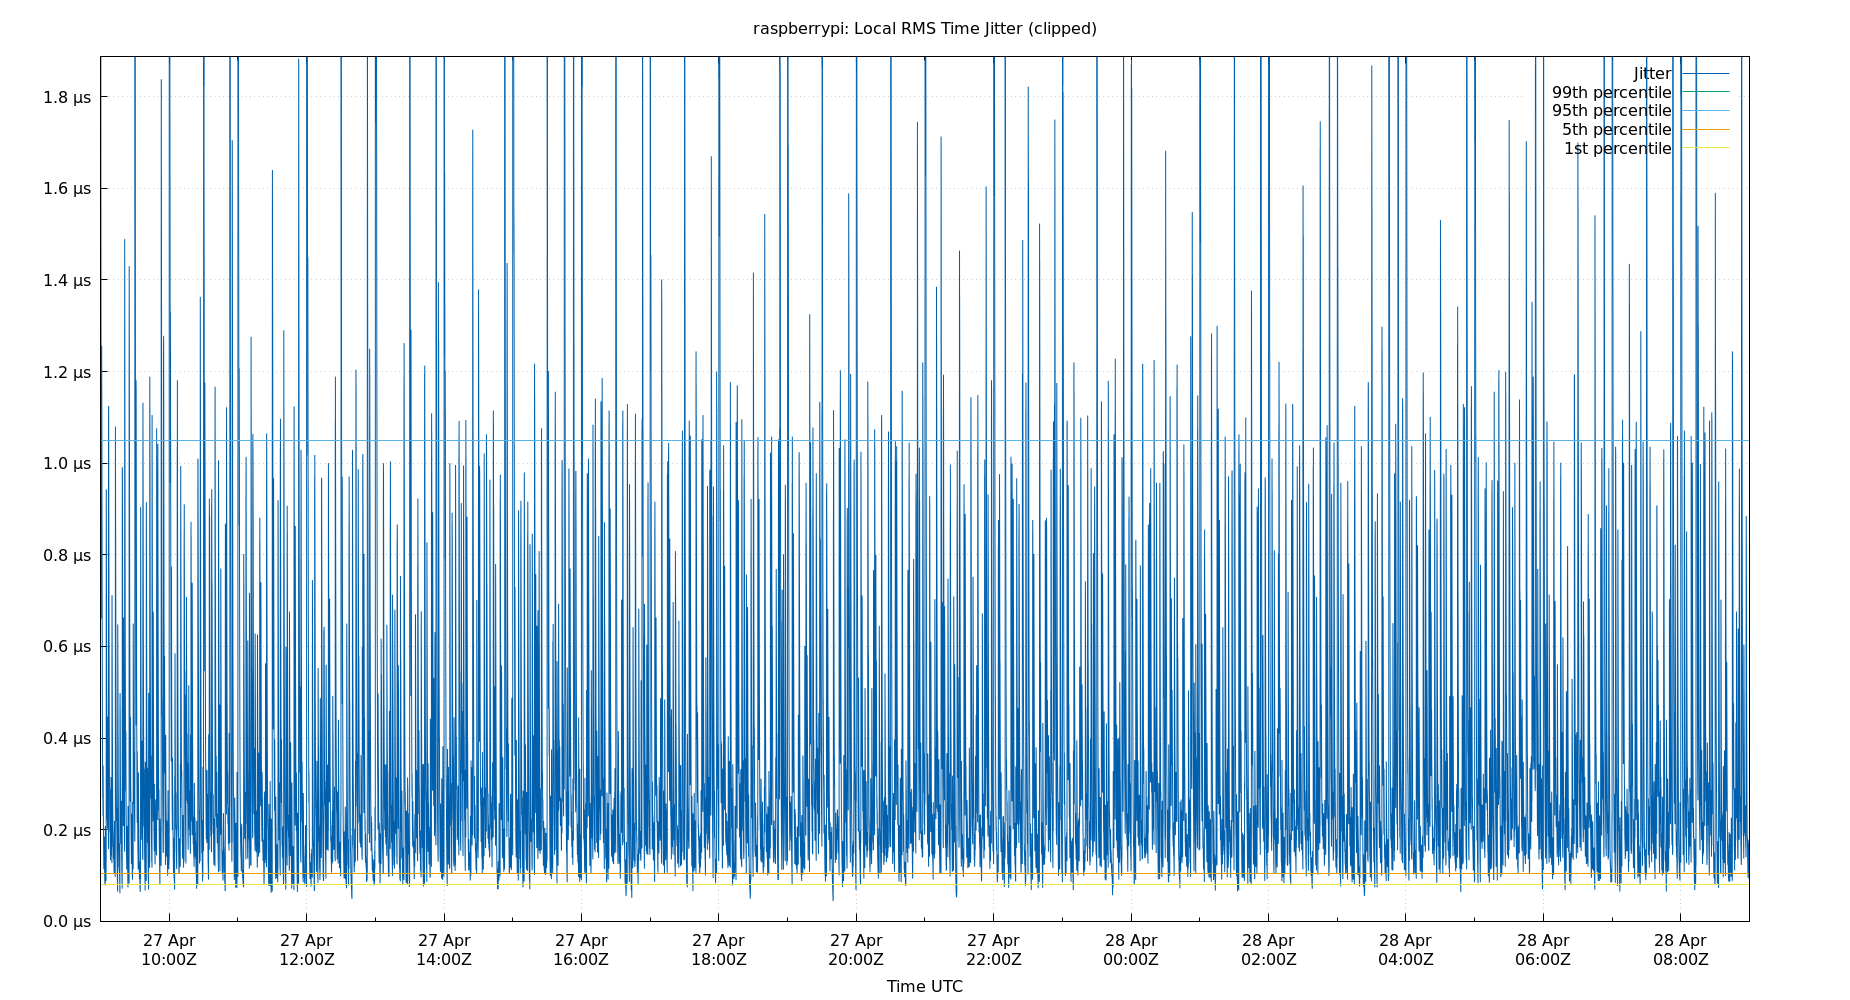 raspberrypi: Local RMS Time Jitter (clipped)
Jitter
99th percentile
95th percentile
5th percentile
1st percentile
1.8 µs
1.6 µs
1.4 µs
1.2 µs
1.0 µs
0.8 µs
0.6 µs
0.4 µs
0.2 µs
0.0 µs
27 Apr 27 Apr 27 Apr 27 Apr 27 Apr 27 Apr 27 Apr 28 Apr 28 Apr 28 Apr 28 Apr 28 Apr
10:00Z 12:00Z 14:00Z 16:00Z 18:00Z 20:00Z 22:00Z 00:00Z 02:00Z 04:00Z 06:00Z 08:00Z
Time UTC